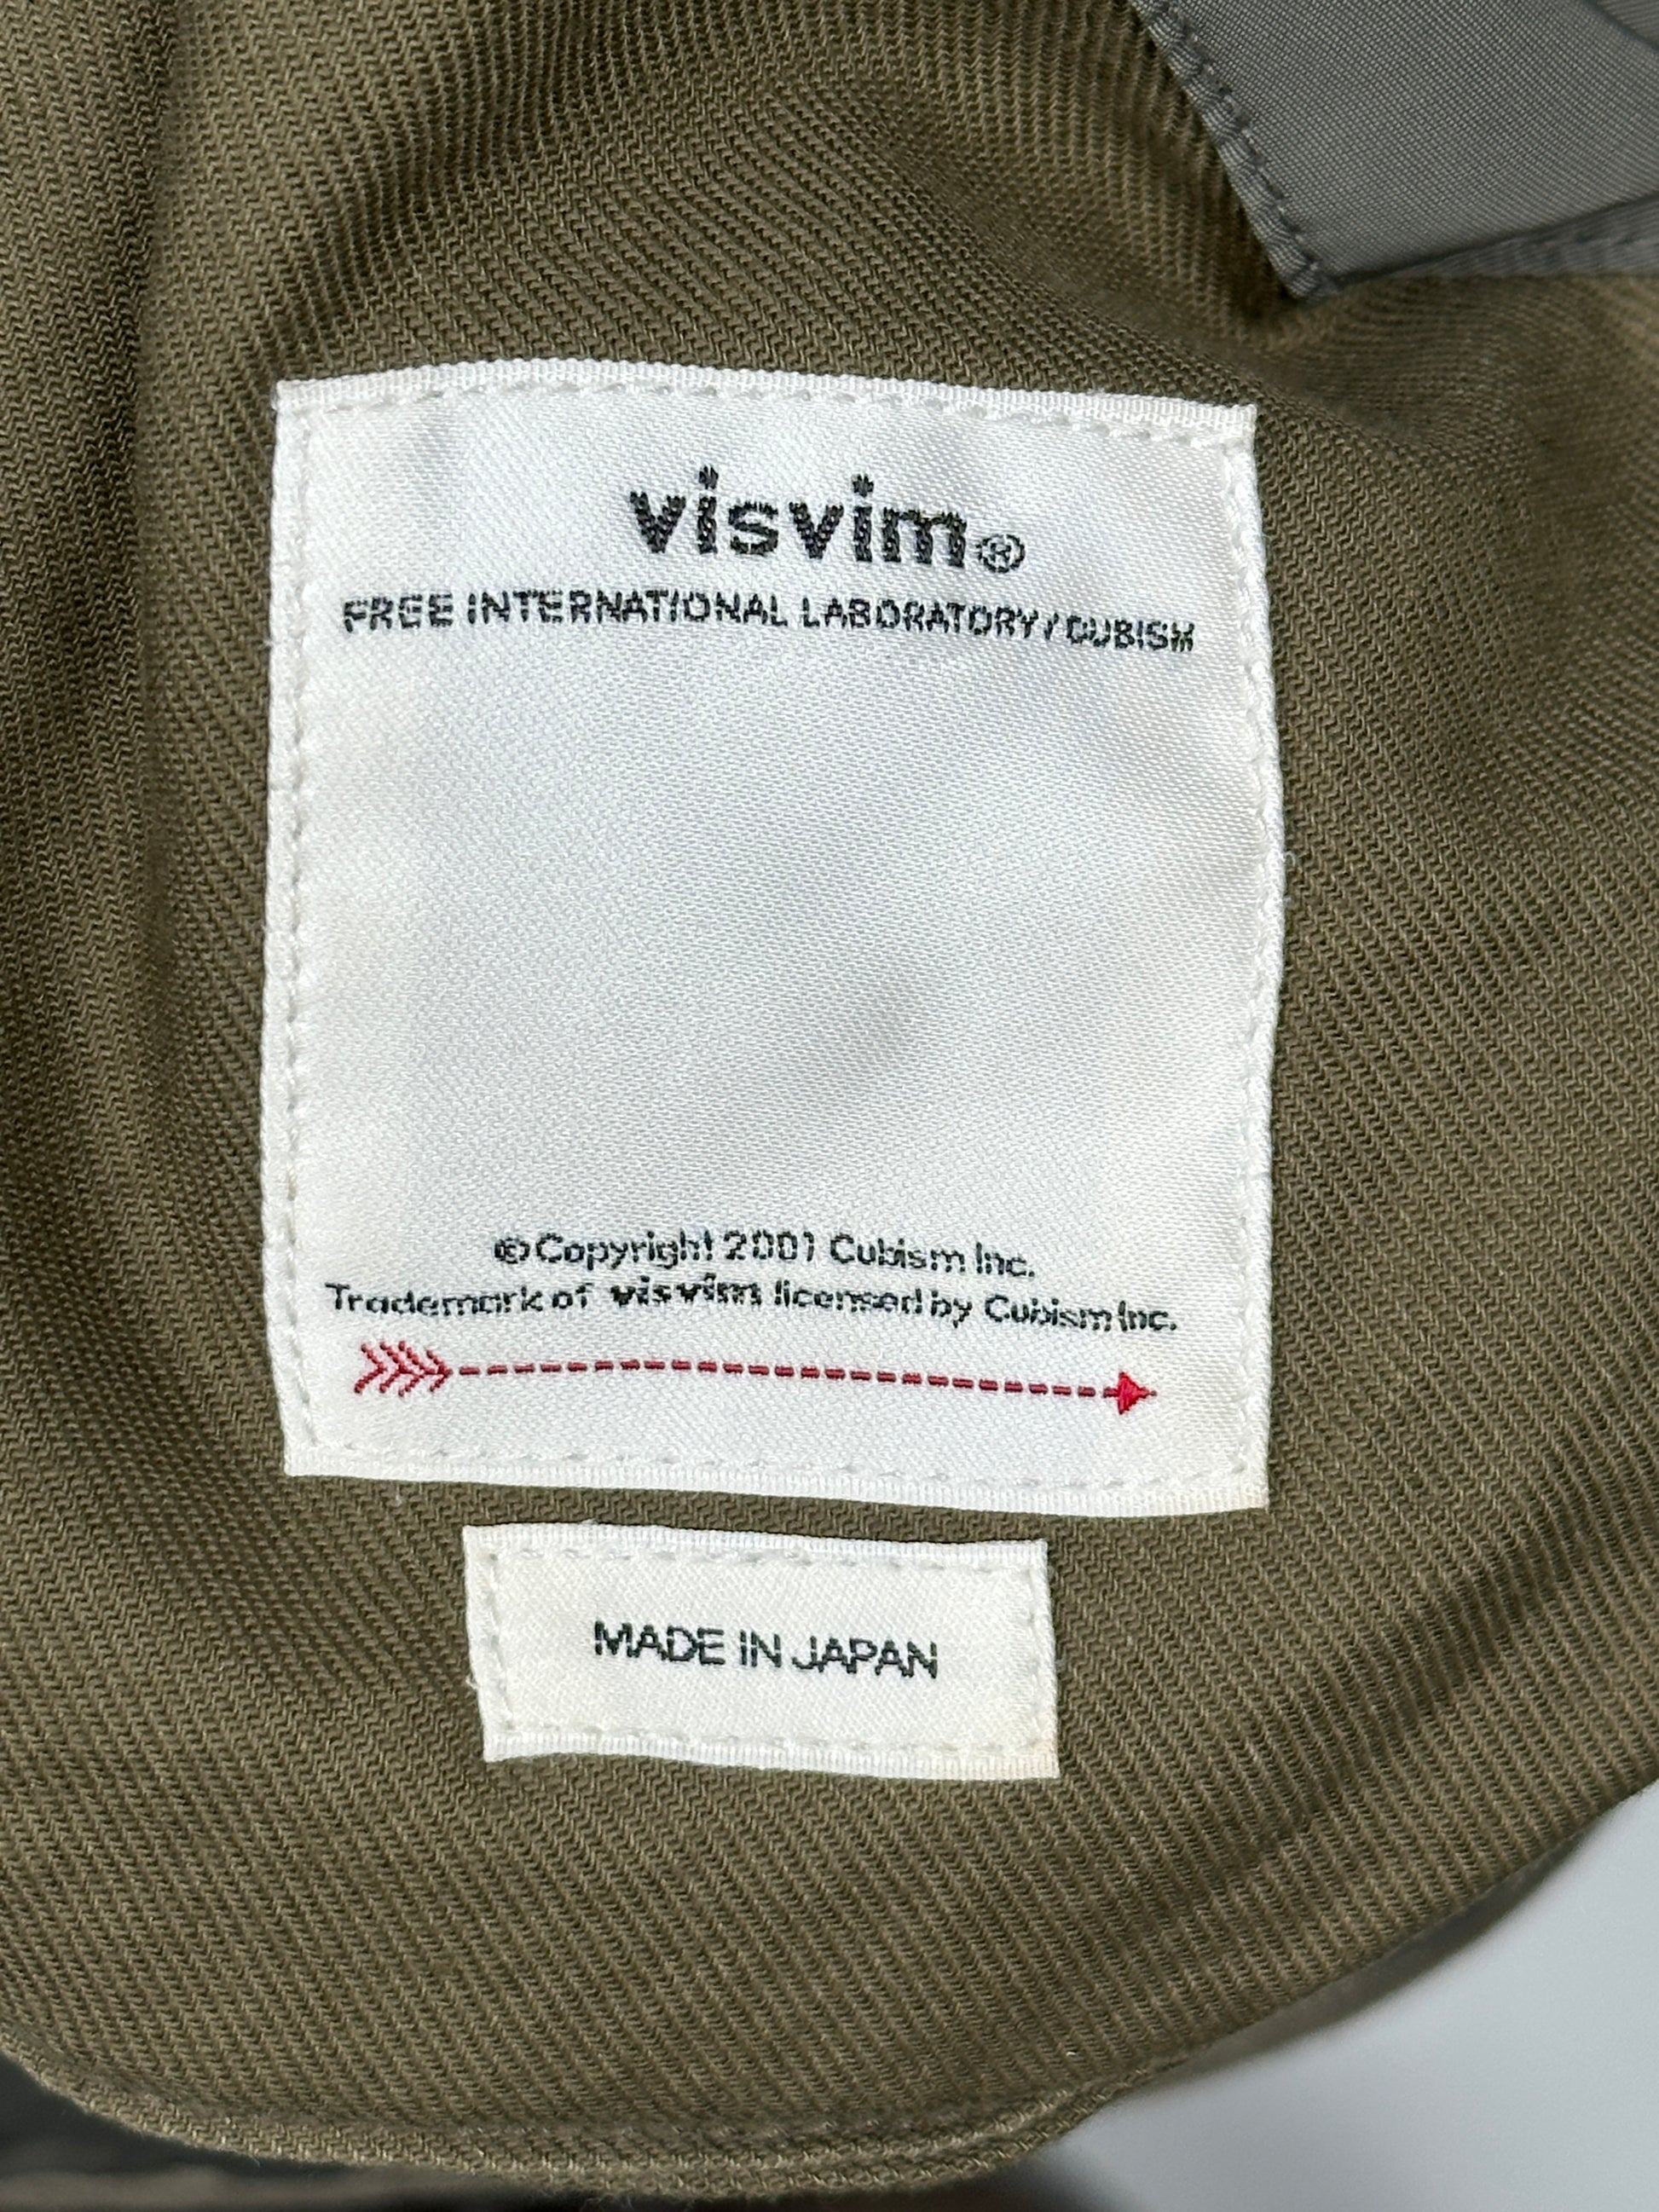 visvim®
FREE INTERNATIONAL LABORATORY / CUBISM
© Copyright 2001 Cubism Inc.
Trademark of visvim licensed by Cubism Inc.
MADE IN JAPAN